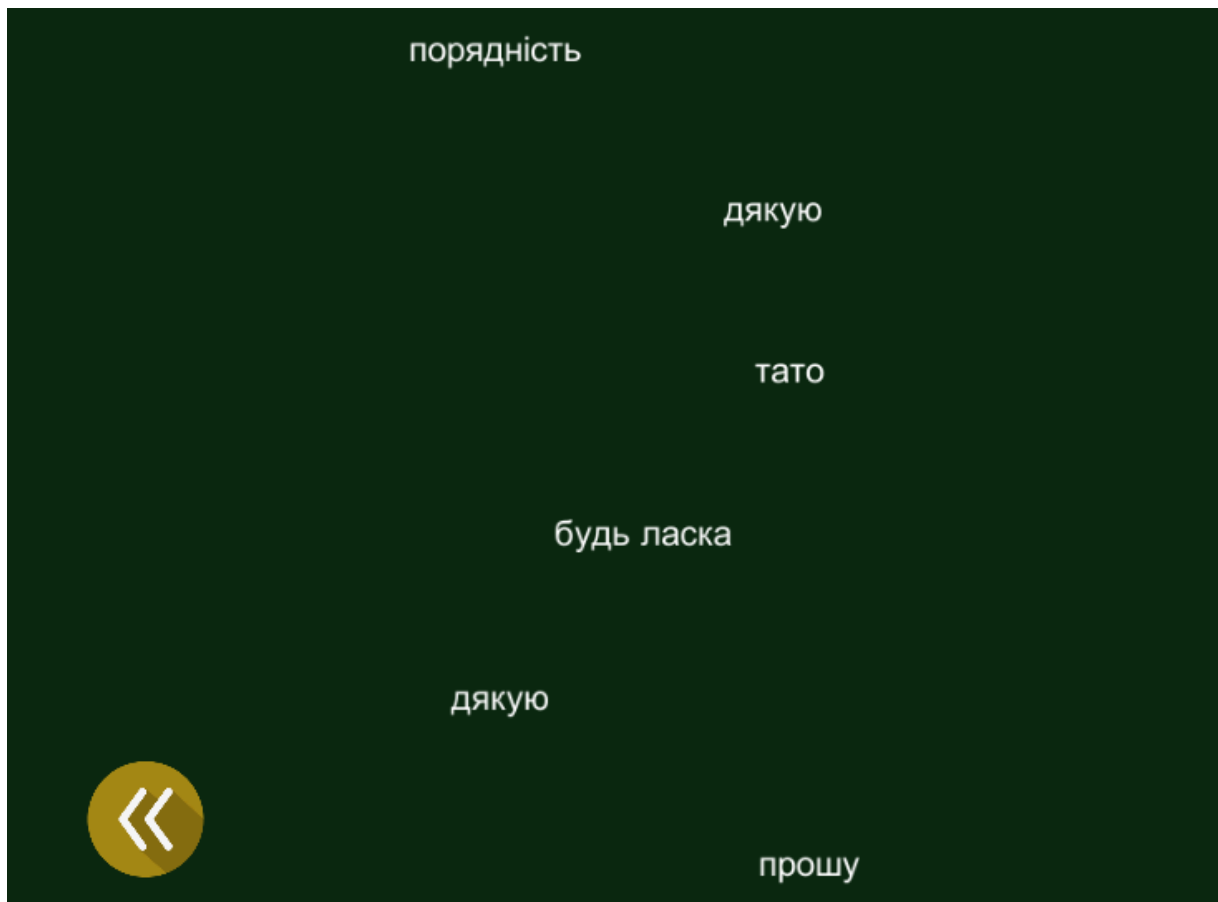 порядність
дякую
тато
будь ласка
дякую
прошу